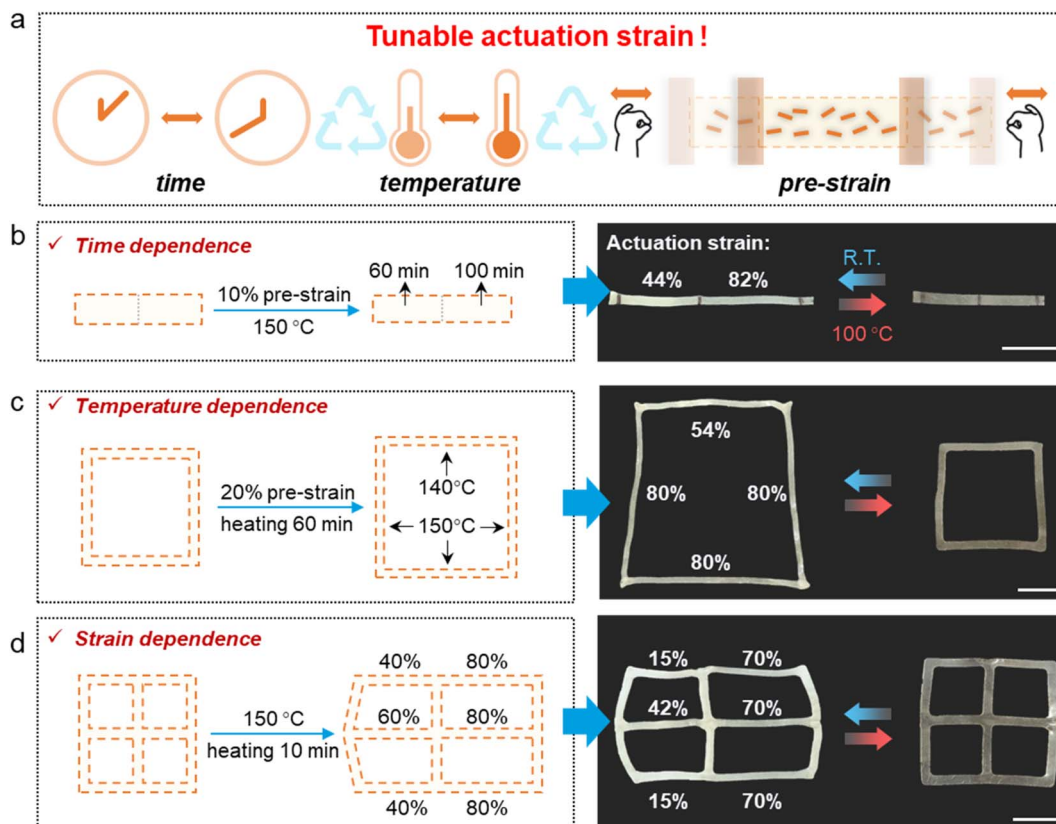 a
Tunable actuation strain !
time
temperature
pre-strain
b
✓ Time dependence
10% pre-strain
150 °C
60 min
100 min
Actuation strain:
44%
82%
R.T.
100 °C
c
✓ Temperature dependence
20% pre-strain
heating 60 min
140°C
150°C
54%
80%
80%
80%
d
✓ Strain dependence
150 °C
heating 10 min
40%
80%
60%
80%
40%
80%
15%
70%
42%
70%
15%
70%